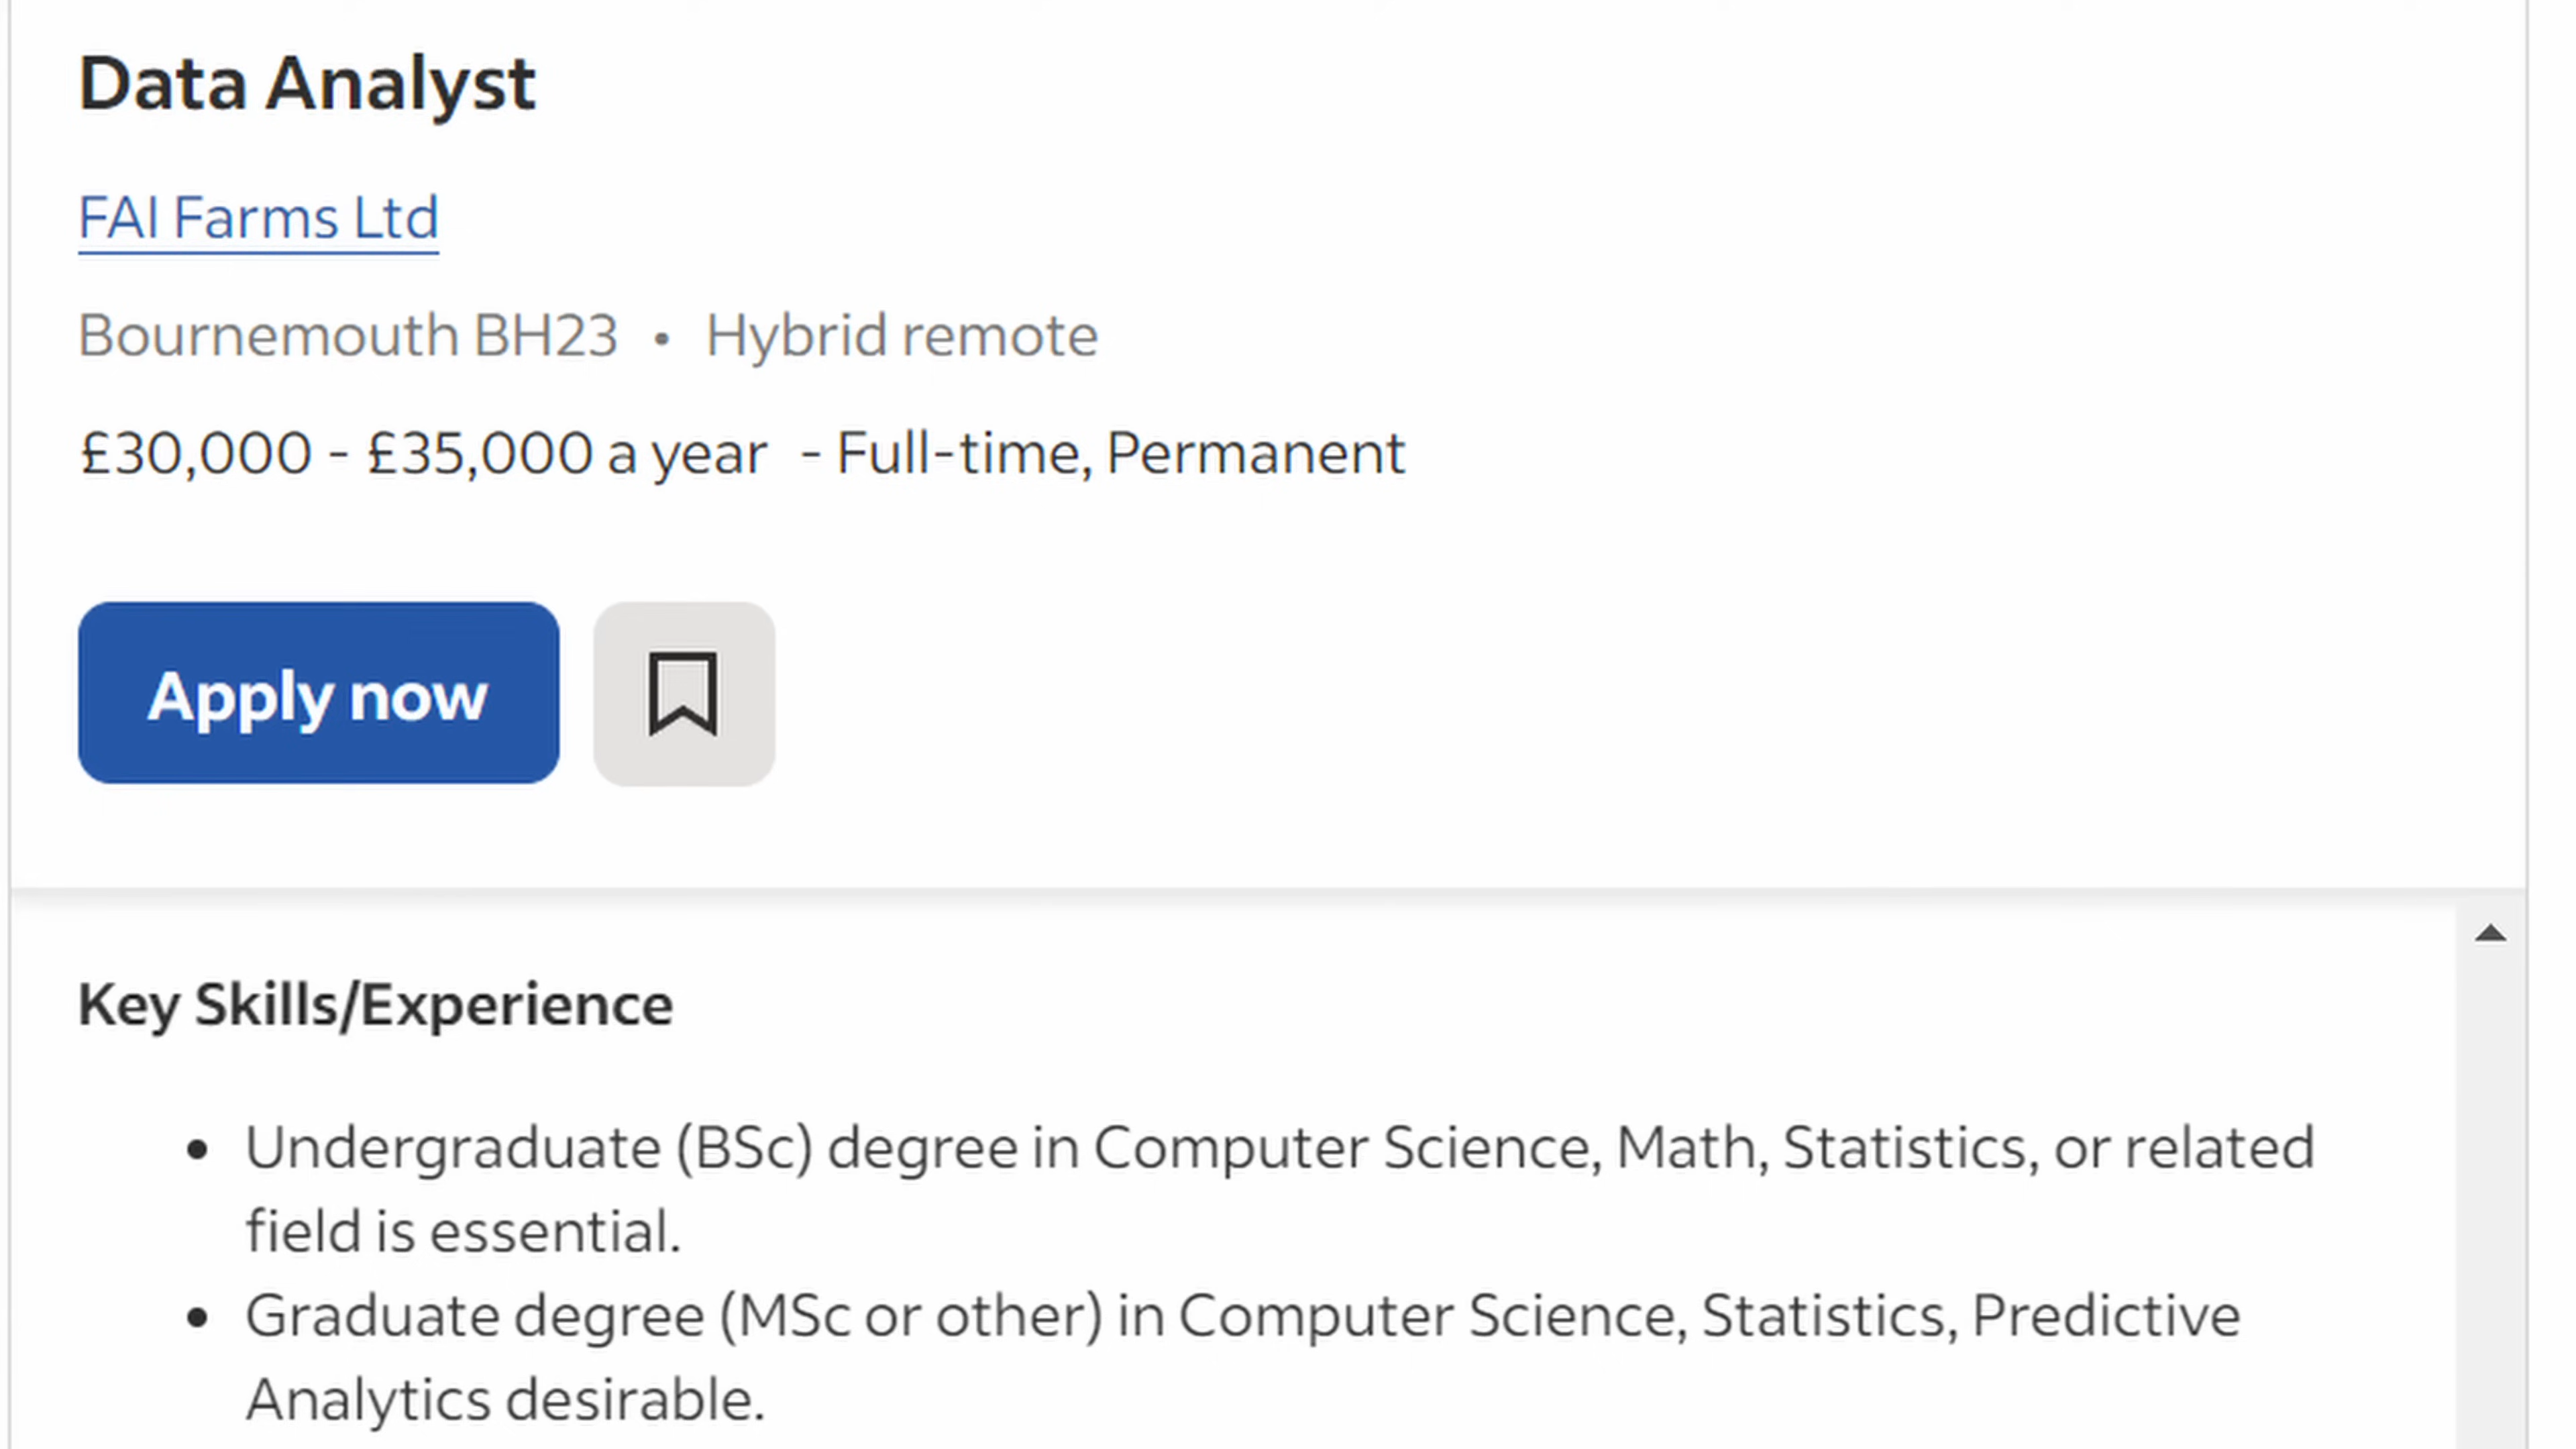 Data Analyst
FAI Farms Ltd
Bournemouth BH23 • Hybrid remote
£30,000 - £35,000 a year - Full-time, Permanent
Apply now
Key Skills/Experience
• Undergraduate (BSc) degree in Computer Science, Math, Statistics, or related
field is essential.
• Graduate degree (MSc or other) in Computer Science, Statistics, Predictive
Analytics desirable.